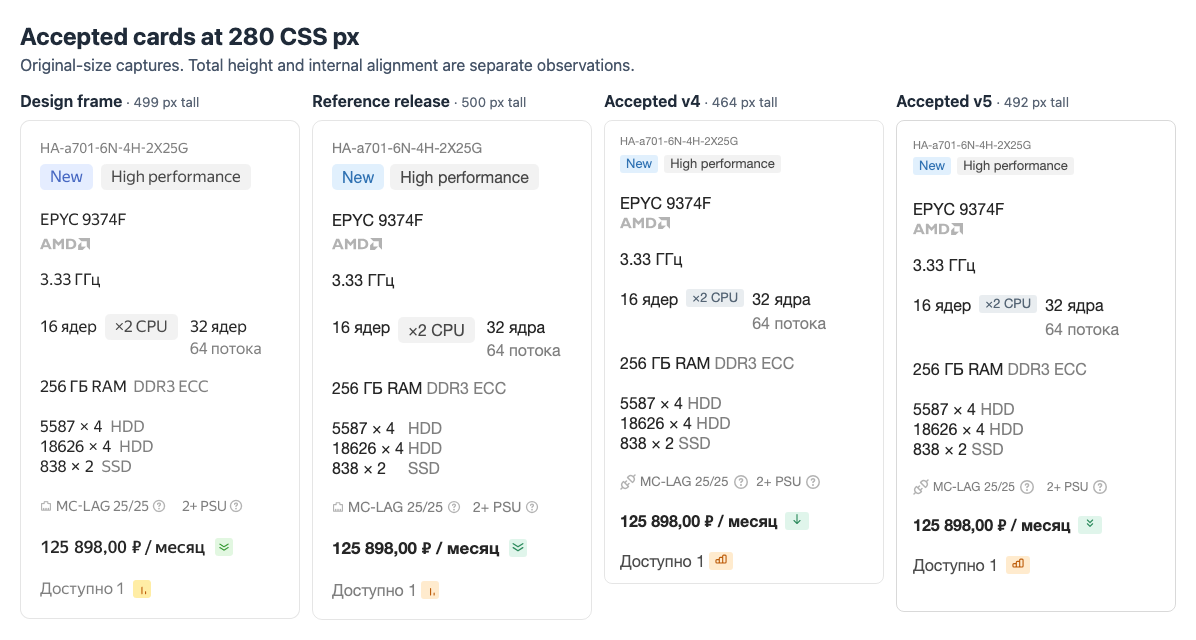 Accepted cards at 280 CSS px
Original-size captures. Total height and internal alignment are separate observations.
Design frame · 499 px tall
HA-a701-6N-4H-2X25G
New High performance
EPYC 9374F
AMD
3.33 ГГц
16 ядер ×2 CPU 32 ядер
64 потока
256 ГБ RAM DDR3 ECC
5587 × 4 HDD
18626 × 4 HDD
838 × 2 SSD
MC-LAG 25/25 2+ PSU
125 898,00 ₽ / месяц
Доступно 1
Reference release · 500 px tall
HA-a701-6N-4H-2X25G
New High performance
EPYC 9374F
AMD
3.33 ГГц
16 ядер ×2 CPU 32 ядра
64 потока
256 ГБ RAM DDR3 ECC
5587 × 4 HDD
18626 × 4 HDD
838 × 2 SSD
MC-LAG 25/25 2+ PSU
125 898,00 ₽ / месяц
Доступно 1
Accepted v4 · 464 px tall
HA-a701-6N-4H-2X25G
New High performance
EPYC 9374F
AMD
3.33 ГГц
16 ядер ×2 CPU 32 ядра
64 потока
256 ГБ RAM DDR3 ECC
5587 × 4 HDD
18626 × 4 HDD
838 × 2 SSD
MC-LAG 25/25 2+ PSU
125 898,00 ₽ / месяц
Доступно 1
Accepted v5 · 492 px tall
HA-a701-6N-4H-2X25G
New High performance
EPYC 9374F
AMD
3.33 ГГц
16 ядер ×2 CPU 32 ядра
64 потока
256 ГБ RAM DDR3 ECC
5587 × 4 HDD
18626 × 4 HDD
838 × 2 SSD
MC-LAG 25/25 2+ PSU
125 898,00 ₽ / месяц
Доступно 1